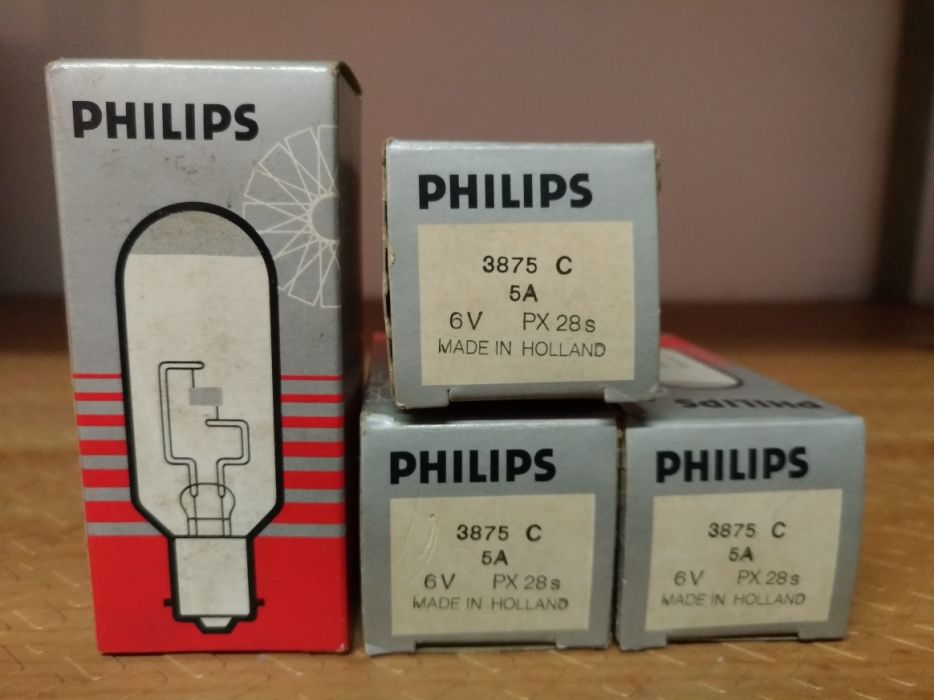 PHILIPS
PHILIPS
3875 C
5A
6V PX 28s
MADE IN HOLLAND
PHILIPS
3875 C
5A
6V PX 28s
MADE IN HOLLAND
PHILIPS
PHILIPS
3875 C
5A
6V PX 28s
MADE IN HOLLAND